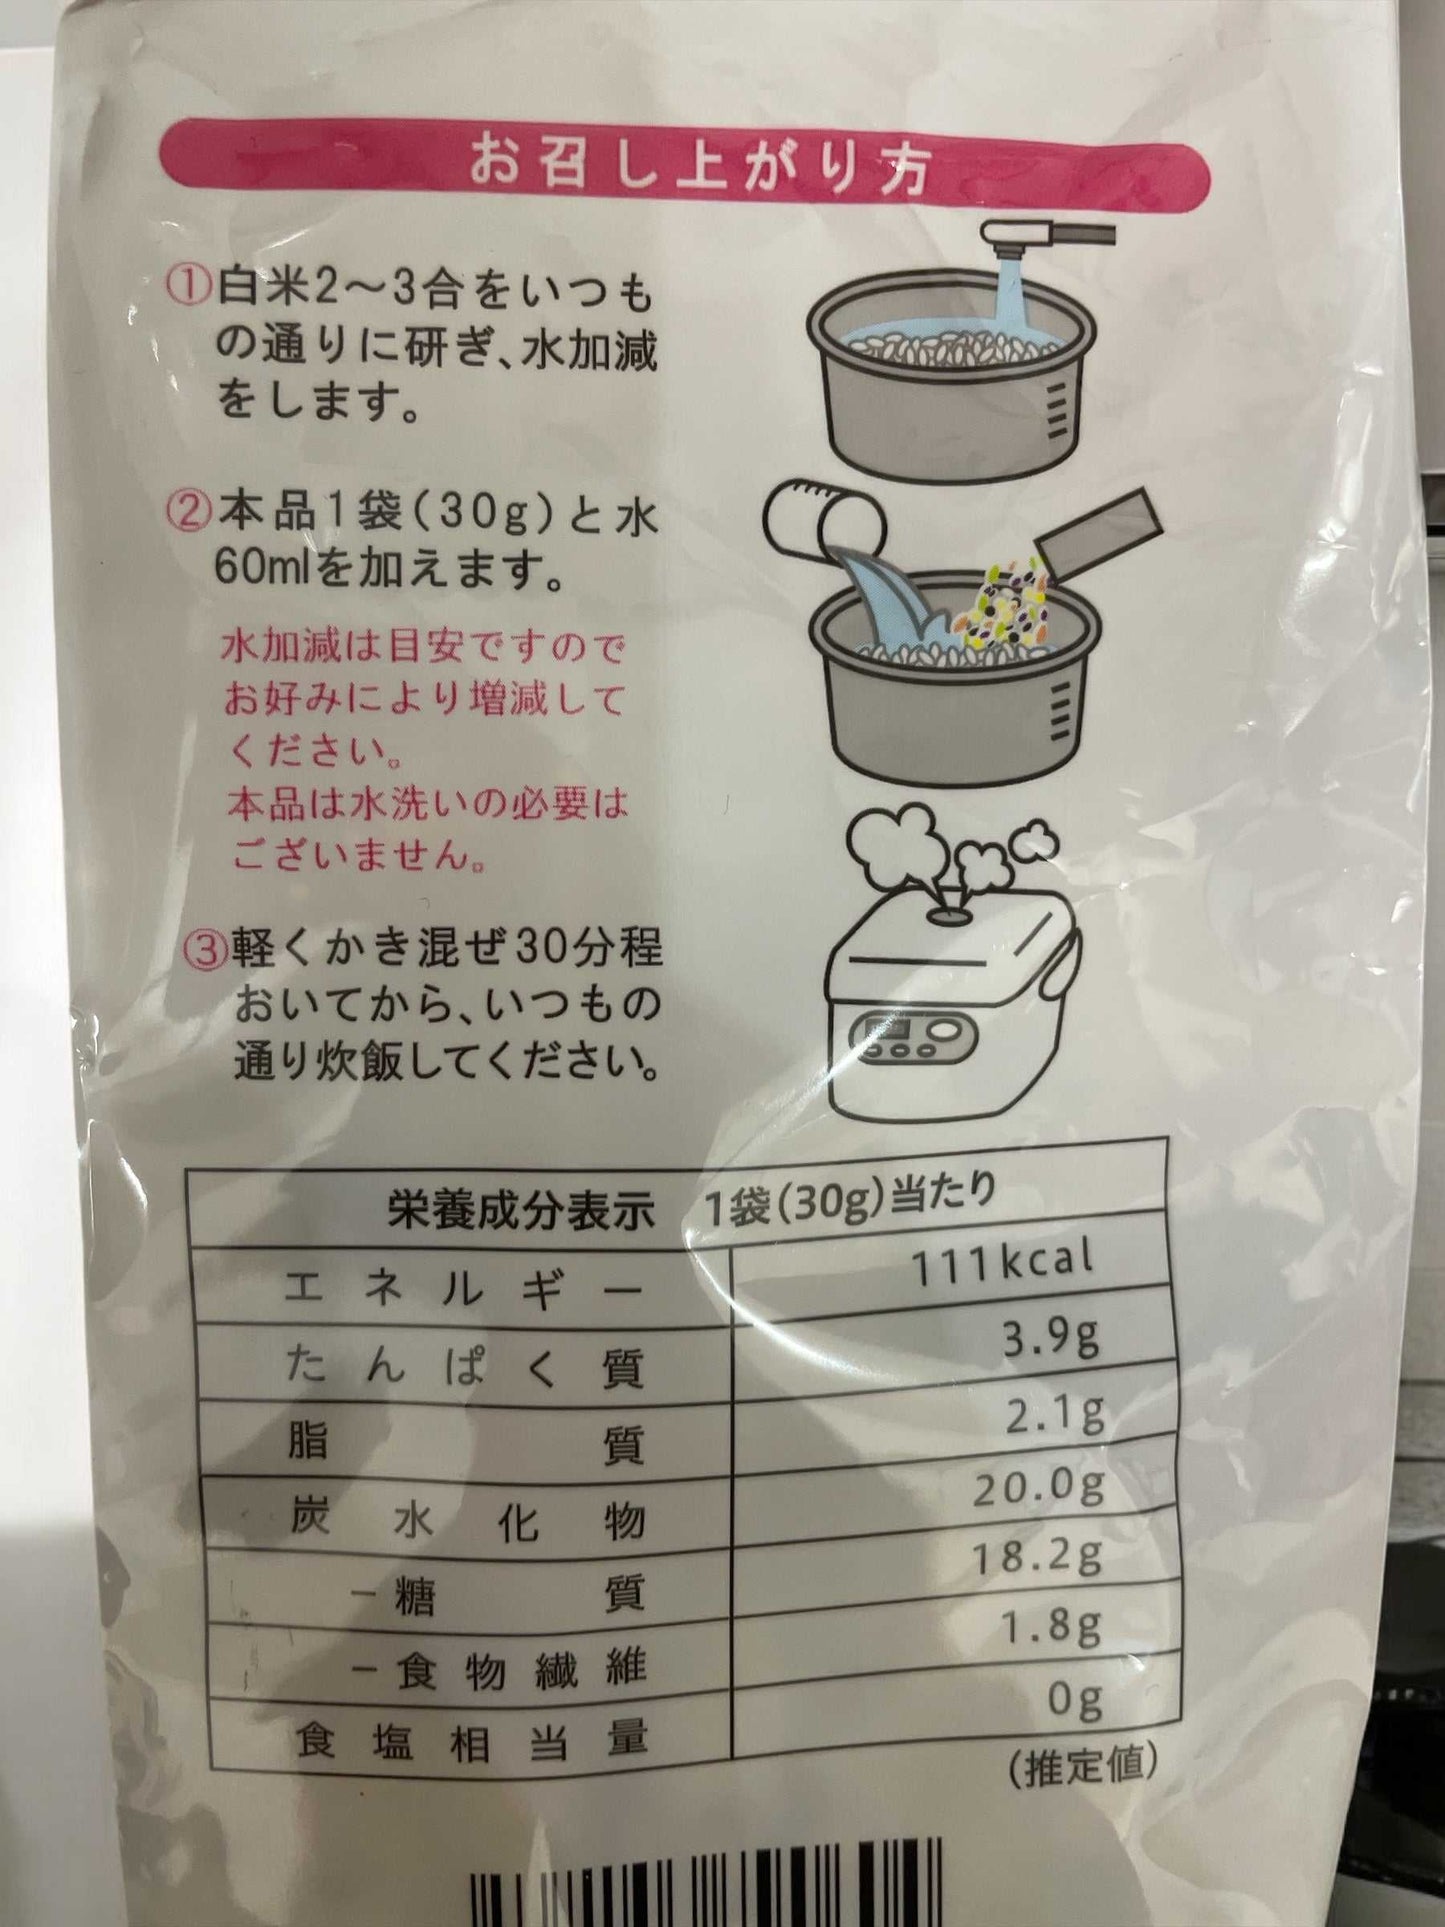 お召し上がり方
①白米2〜3合をいつも
の通りに研ぎ、水加減
をします。
②本品1袋(30g)と水
60mlを加えます。
水加減は目安ですので
お好みにより増減して
ください。
本品は水洗いの必要は
ございません。
③軽くかき混ぜ30分程
おいてから、いつもの
通り炊飯してください。
栄養成分表示 1袋(30g)当たり
エネルギー 111kcal
たんぱく質 3.9g
脂質 2.1g
炭水化物 20.0g
－糖質 18.2g
－食物繊維 1.8g
食塩相当量 0g
(推定値)